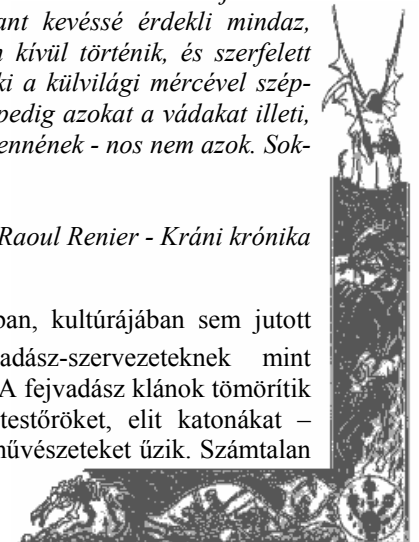 ant kevéssé érdekli mindaz,
kívül történik, és szerfelett
ki a külvilági mércével szép-
pedig azokat a vádakat illeti,
ennének - nos nem azok. Sok-
Raoul Renier - Kráni krónika
ban, kultúrájában sem jutott
adász-szervezeteknek mint
A fejvadász klánok tömörítik
testőröket, elit katonákat –
művészeteket űzik. Számtalan